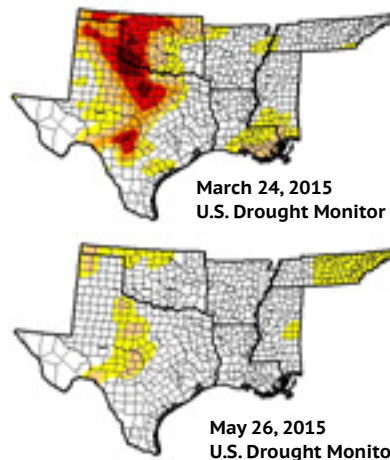 March 24, 2015
U.S. Drought Monitor
May 26, 2015
U.S. Drought Monito